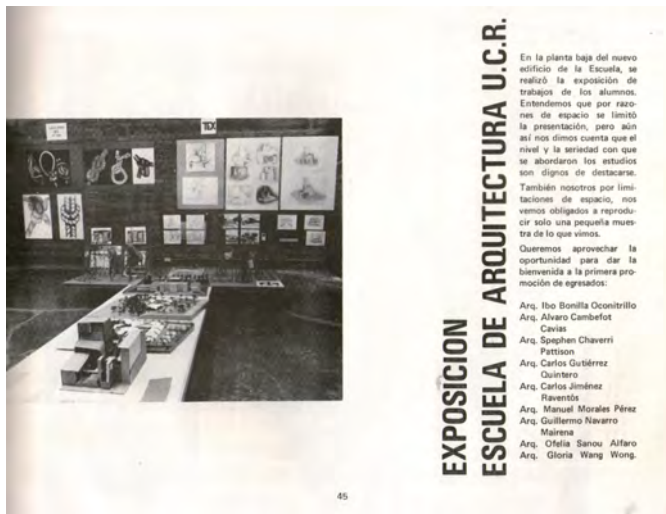 EXPOSICION
ESCUELA DE ARQUITECTURA U.C.R.
En la planta baja del nuevo
edificio de la Escuela, se
realizó la exposición de
trabajos de los alumnos.
Entendemos que por razo-
nes de espacio se limitó
la presentación, pero aún
así nos dimos cuenta que el
nivel y la seriedad con que
se abordaron los estudios
son dignos de destacarse.
También nosotros por limi-
taciones de espacio, nos
vemos obligados a reprodu-
cir solo una pequeña mues-
tra de lo que vimos.
Queremos aprovechar la
oportunidad para dar la
bienvenida a la primera pro-
moción de egresados:
Arq. Ibo Bonilla Oconitrillo
Arq. Alvaro Cambefot
Cavias
Arq. Spephen Chaverri
Pattison
Arq. Carlos Gutiérrez
Quintero
Arq. Carlos Jiménez
Raventós
Arq. Manuel Morales Pérez
Arq. Guillermo Navarro
Mairena
Arq. Ofelia Sanou Alfaro
Arq. Gloria Wang Wong.
TEX
45